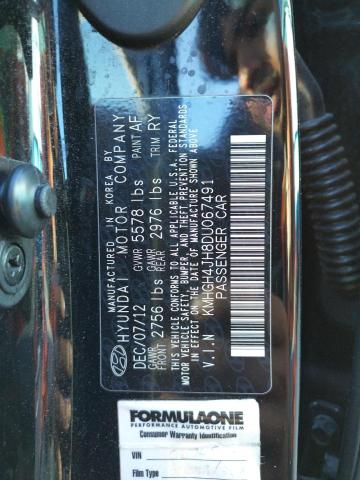 MANUFACTURED IN KOREA BY
HYUNDAI MOTOR COMPANY
DEC/07/12 GVWR 5578 lbs PAINT AF
GAWR FRONT 2756 lbs GAWR REAR 2976 lbs TRIM RY
THIS VEHICLE CONFORMS TO ALL APPLICABLE U.S.A. FEDERAL
MOTOR VEHICLE SAFETY, BUMPER, AND THEFT PREVENTION STANDARDS
IN EFFECT ON THE DATE OF MANUFACTURE SHOWN ABOVE
V.I.N KMHGH4JH8DU067491
PASSENGER CAR
FORMULAONE
PERFORMANCE AUTOMOTIVE FILM
Consumer Warranty Identification
VIN
Film Type